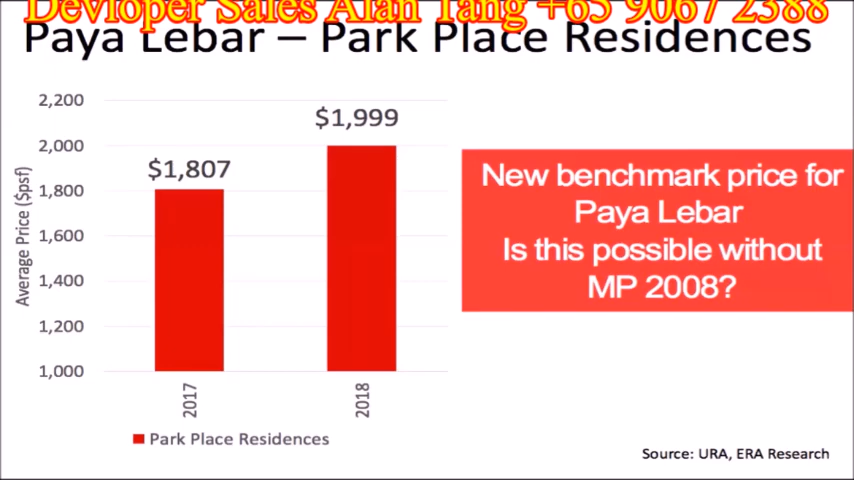 Devloper Sales Alan Tang +65 9067 2388
Paya Lebar – Park Place Residences
2,200
2,000
1,800
1,600
1,400
1,200
1,000
Average Price ($psf)
$1,807
$1,999
2017
2018
Park Place Residences
New benchmark price for
Paya Lebar
Is this possible without
MP 2008?
Source: URA, ERA Research